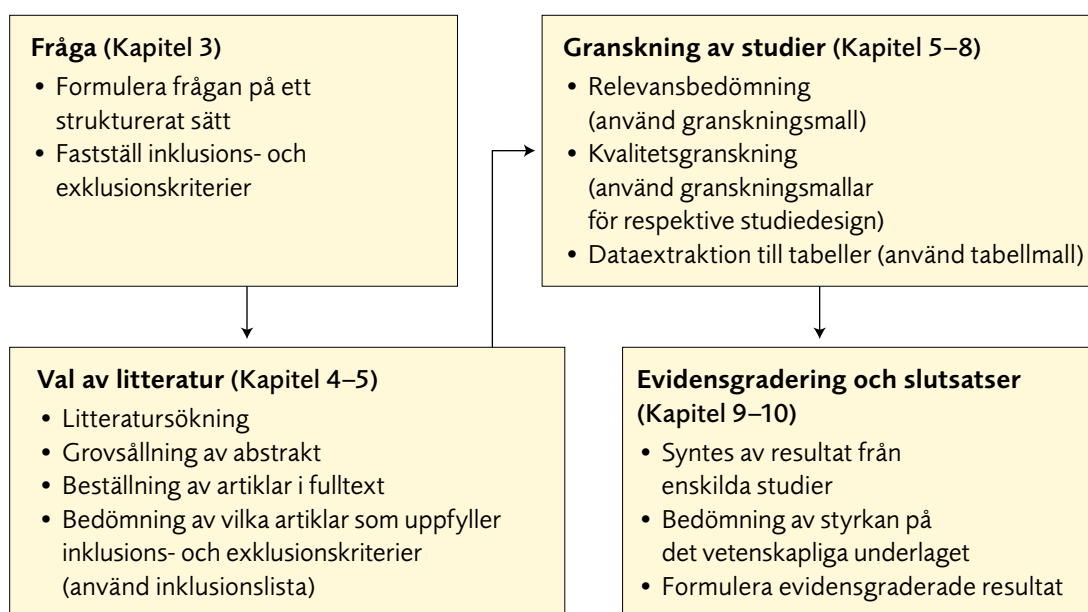 Fråga (Kapitel 3)
• Formulera frågan på ett
strukturerat sätt
• Fastställ inklusions- och
exklusionskriterier
Val av litteratur (Kapitel 4–5)
• Litteratursökning
• Grovsållning av abstrakt
• Beställning av artiklar i fulltext
• Bedömning av vilka artiklar som uppfyller
inklusions- och exklusionskriterier
(använd inklusionslista)
Granskning av studier (Kapitel 5–8)
• Relevansbedömning
(använd granskningsmall)
• Kvalitetsgranskning
(använd granskningsmallar
för respektive studiedesign)
• Dataextraktion till tabeller (använd tabellmall)
Evidensgradering och slutsatser
(Kapitel 9–10)
• Syntes av resultat från
enskilda studier
• Bedömning av styrkan på
det vetenskapliga underlaget
• Formulera evidensgraderade resultat